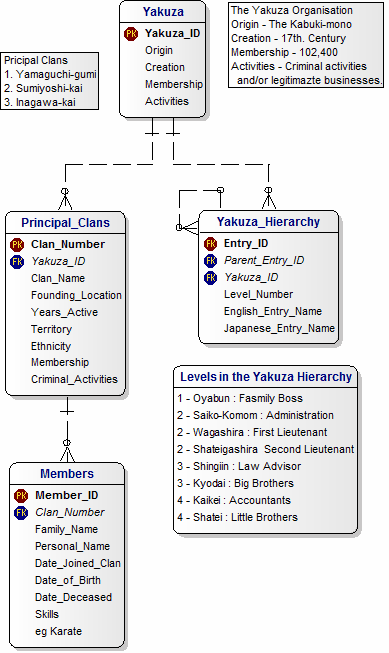 Yakuza
PK Yakuza_ID
Origin
Creation
Membership
Activities
The Yakuza Organisation
Origin - The Kabuki-mono
Creation - 17th. Century
Membership - 102,400
Activities - Criminal activities
and/or legitimazte businesses.
Pricipal Clans
1. Yamaguchi-gumi
2. Sumiyoshi-kai
3. Inagawa-kai
Principal_Clans
PK Clan_Number
FK Yakuza_ID
Clan_Name
Founding_Location
Years_Active
Territory
Ethnicity
Membership
Criminal_Activities
Yakuza_Hierarchy
FK Entry_ID
FK Parent_Entry_ID
FK Yakuza_ID
Level_Number
English_Entry_Name
Japanese_Entry_Name
Levels in the Yakuza Hierarchy
1 - Oyabun : Fasmily Boss
2 - Saiko-Komom : Administration
2 - Wagashira : First Lieutenant
2 - Shateigashira Second Lieutenant
3 - Shingiin : Law Advisor
3 - Kyodai : Big Brothers
4 - Kaikei : Accountants
4 - Shatei : Little Brothers
Members
PK Member_ID
FK Clan_Number
Family_Name
Personal_Name
Date_Joined_Clan
Date_of_Birth
Date_Deceased
Skills
eg Karate